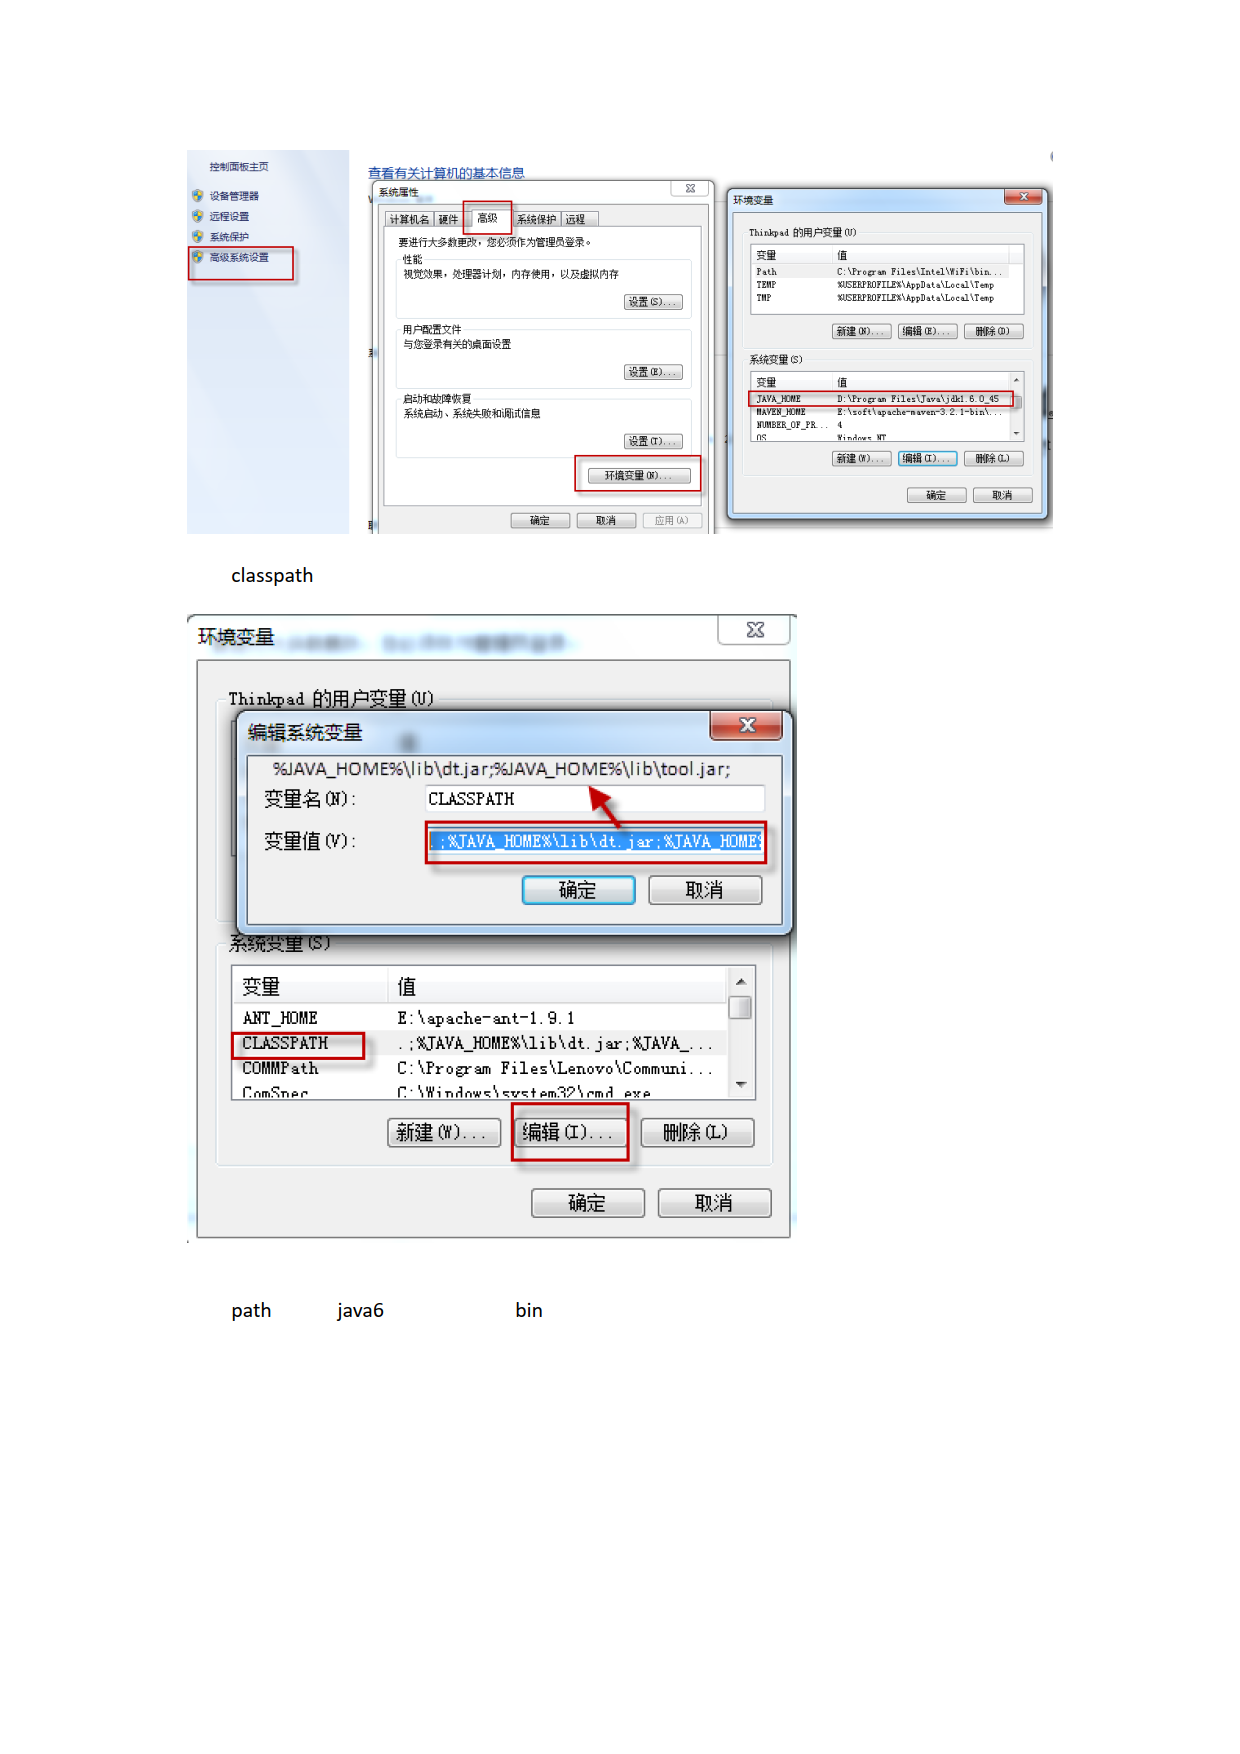 控制面板主页
设备管理器
远程设置
系统保护
高级系统设置
查看有关计算机的基本信息
系统属性
计算机名 硬件 高级 系统保护 远程
要进行大多数更改，您必须作为管理员登录。
性能
视觉效果，处理器计划，内存使用，以及虚拟内存
设置(S)...
用户配置文件
与您登录有关的桌面设置
设置(E)...
启动和故障恢复
系统启动、系统失败和调试信息
设置(T)...
环境变量(N)...
确定 取消 应用(A)
环境变量
Thinkpad 的用户变量(U)
变量 值
Path C:\Program Files\Intel\WiFi\bin...
TEMP %USERPROFILE%\AppData\Local\Temp
TMP %USERPROFILE%\AppData\Local\Temp
新建(N)... 编辑(E)... 删除(D)
系统变量(S)
变量 值
JAVA_HOME D:\Program Files\Java\jdk1.6.0_45
MAVEN_HOME E:\soft\apache-maven-3.2.1-bin\...
NUMBER_OF_PR... 4
OS Windows_NT
新建(W)... 编辑(I)... 删除(L)
确定 取消
classpath
环境变量
Thinkpad 的用户变量(U)
编辑系统变量
%JAVA_HOME%\lib\dt.jar;%JAVA_HOME%\lib\tool.jar;
变量名(N): CLASSPATH
变量值(V): .;%JAVA_HOME%\lib\dt.jar;%JAVA_HOME%
确定 取消
系统变量(S)
变量 值
ANT_HOME E:\apache-ant-1.9.1
CLASSPATH .;%JAVA_HOME%\lib\dt.jar;%JAVA_...
COMMPath C:\Program Files\Lenovo\Communi...
ComSpec C:\Windows\system32\cmd.exe
新建(W)... 编辑(I)... 删除(L)
确定 取消
path java6 bin